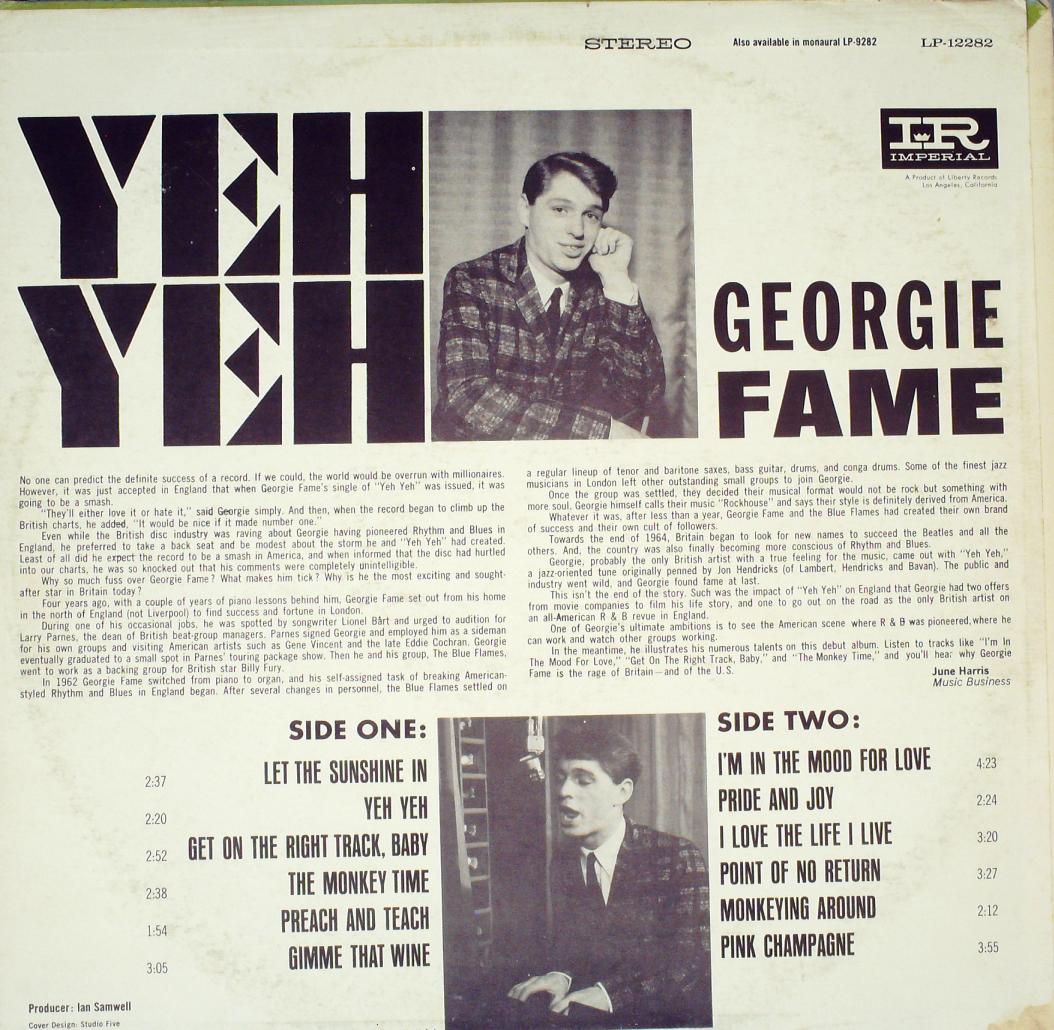 STEREO
Also available in monaural LP-9282
LP-12282
YEH
YEH
IR
IMPERIAL
A Product of Liberty Records
Los Angeles, California
GEORGIE
FAME
No one can predict the definite success of a record. If we could, the world would be overrun with millionaires.
However, it was just accepted in England that when Georgie Fame's single of "Yeh Yeh" was issued, it was
going to be a smash.
"They'll either love it or hate it," said Georgie simply. And then, when the record began to climb up the
British charts, he added, "It would be nice if it made number one."
Even while the British disc industry was raving about Georgie having pioneered Rhythm and Blues in
England, he preferred to take a back seat and be modest about the storm he and "Yeh Yeh" had created.
Least of all did he expect the record to be a smash in America, and when informed that the disc had hurtled
into our charts, he was so knocked out that his comments were completely unintelligible.
Why so much fuss over Georgie Fame? What makes him tick? Why is he the most exciting and sought-
after star in Britain today?
Four years ago, with a couple of years of piano lessons behind him, Georgie Fame set out from his home
in the north of England (not Liverpool) to find success and fortune in London.
During one of his occasional jobs, he was spotted by songwriter Lionel Bart and urged to audition for
Larry Parnes, the dean of British beat-group managers. Parnes signed Georgie and employed him as a sideman
for his own groups and visiting American artists such as Gene Vincent and the late Eddie Cochran. Georgie
eventually graduated to a small spot in Parnes' touring package show. Then he and his group, The Blue Flames,
went to work as a backing group for British star Billy Fury.
In 1962 Georgie Fame switched from piano to organ, and his self-assigned task of breaking American-
styled Rhythm and Blues in England began. After several changes in personnel, the Blue Flames settled on
a regular lineup of tenor and baritone saxes, bass guitar, drums, and conga drums. Some of the finest jazz
musicians in London left other outstanding small groups to join Georgie.
Once the group was settled, they decided their musical format would not be rock but something with
more soul. Georgie himself calls their music "Rockhouse" and says their style is definitely derived from America.
Whatever it was, after less than a year, Georgie Fame and the Blue Flames had created their own brand
of success and their own cult of followers.
Towards the end of 1964, Britain began to look for new names to succeed the Beatles and all the
others. And, the country was also finally becoming more conscious of Rhythm and Blues.
Georgie, probably the only British artist with a true feeling for the music, came out with "Yeh Yeh,"
a jazz-oriented tune originally penned by Jon Hendricks (of Lambert, Hendricks and Bavan). The public and
industry went wild, and Georgie found fame at last.
This isn't the end of the story. Such was the impact of "Yeh Yeh" on England that Georgie had two offers
from movie companies to film his life story, and one to go out on the road as the only British artist on
an all-American R & B revue in England.
One of Georgie's ultimate ambitions is to see the American scene where R & B was pioneered, where he
can work and watch other groups working.
In the meantime, he illustrates his numerous talents on this debut album. Listen to tracks like "I'm In
The Mood For Love," "Get On The Right Track, Baby," and "The Monkey Time," and you'll hear: why Georgie
Fame is the rage of Britain—and of the U.S.
June Harris
Music Business
SIDE ONE:
2:37 LET THE SUNSHINE IN
2:20 YEH YEH
2:52 GET ON THE RIGHT TRACK, BABY
2:38 THE MONKEY TIME
1:54 PREACH AND TEACH
3:05 GIMME THAT WINE
SIDE TWO:
I'M IN THE MOOD FOR LOVE 4:23
PRIDE AND JOY 2:24
I LOVE THE LIFE I LIVE 3:20
POINT OF NO RETURN 3:27
MONKEYING AROUND 2:12
PINK CHAMPAGNE 3:55
Producer: Ian Samwell
Cover Design: Studio Five